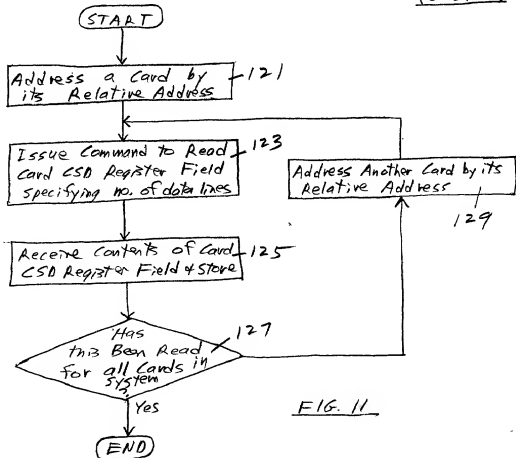 START
Address a Card by
its Relative Address
121
Issue Command to Read
Card CSD Register Field
specifying no. of data lines
123
Address Another Card by its
Relative Address
129
Receive Contents of Card
CSD Register Field & Store
125
Has
this Been Read
for all Cards in
system
?
127
Yes
END
FIG. 11